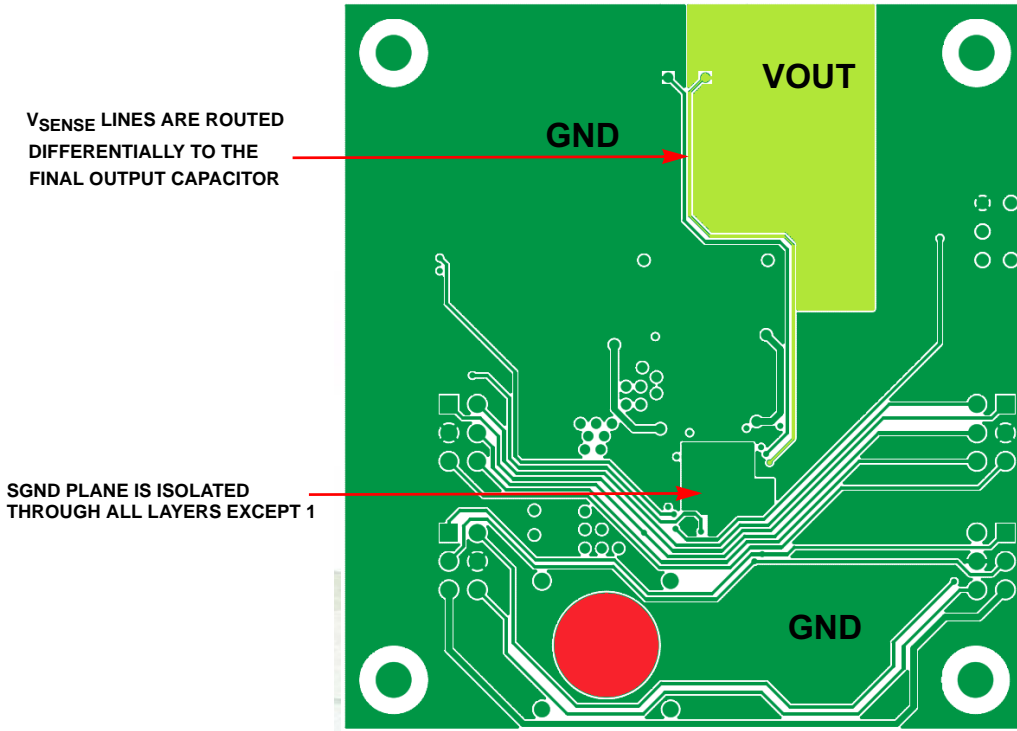 VSENSE LINES ARE ROUTED
DIFFERENTIALLY TO THE
FINAL OUTPUT CAPACITOR
GND
VOUT
SGND PLANE IS ISOLATED
THROUGH ALL LAYERS EXCEPT 1
GND